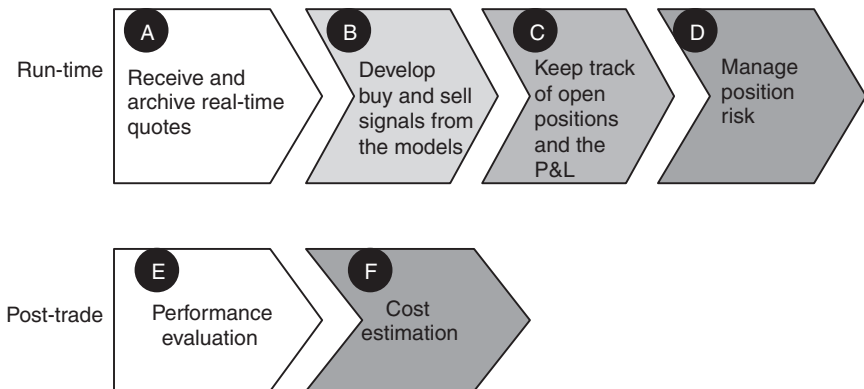 Run-time
A
Receive and
archive real-time
quotes
B
Develop
buy and sell
signals from
the models
C
Keep track
of open
positions
and the
P&L
D
Manage
position
risk
Post-trade
E
Performance
evaluation
F
Cost
estimation